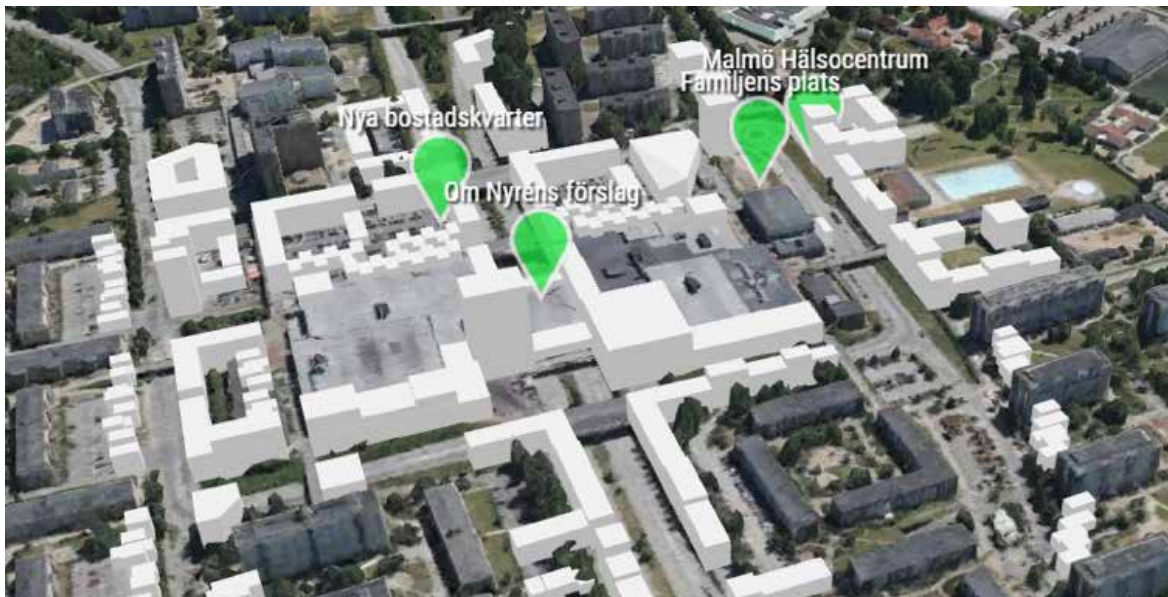 Malmö Hälsocentrum
Familjens plats
Nya bostadskvarter
Om Nyréns förslag